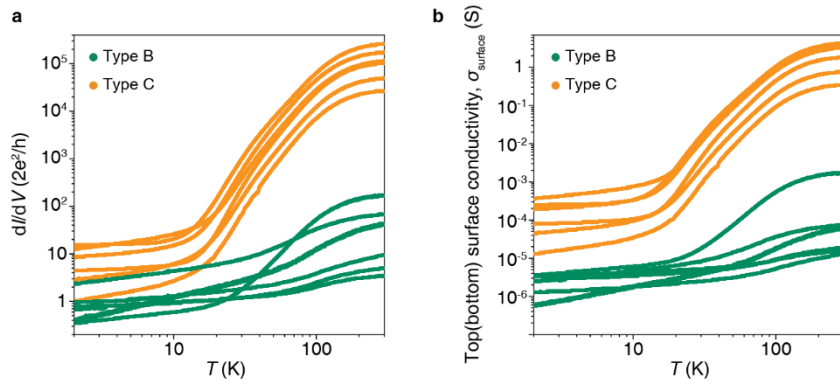 a
dI/dV (2e²/h)
10⁵
10⁴
10³
10²
10
1
Type B
Type C
10
100
T (K)
b
Top(bottom) surface conductivity, σsurface (S)
1
10⁻¹
10⁻²
10⁻³
10⁻⁴
10⁻⁵
10⁻⁶
Type B
Type C
10
100
T (K)